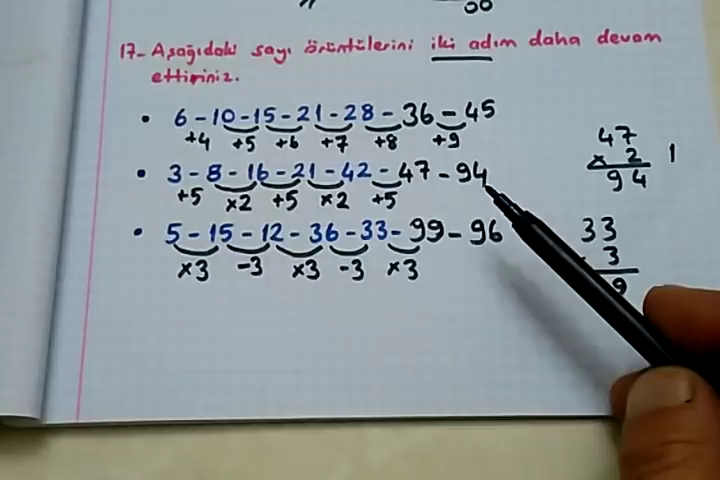 00
17- Aşağıdaki sayı örüntülerini iki adım daha devam
ettiriniz.
• 6 - 10 - 15 - 21 - 28 - 36 - 45
+4 +5 +6 +7 +8 +9
• 3 - 8 - 16 - 21 - 42 - 47 - 94
+5 x2 +5 x2 +5
• 5 - 15 - 12 - 36 - 33 - 99 - 96
x3 -3 x3 -3 x3
47
x 2
94
1
33
3
9